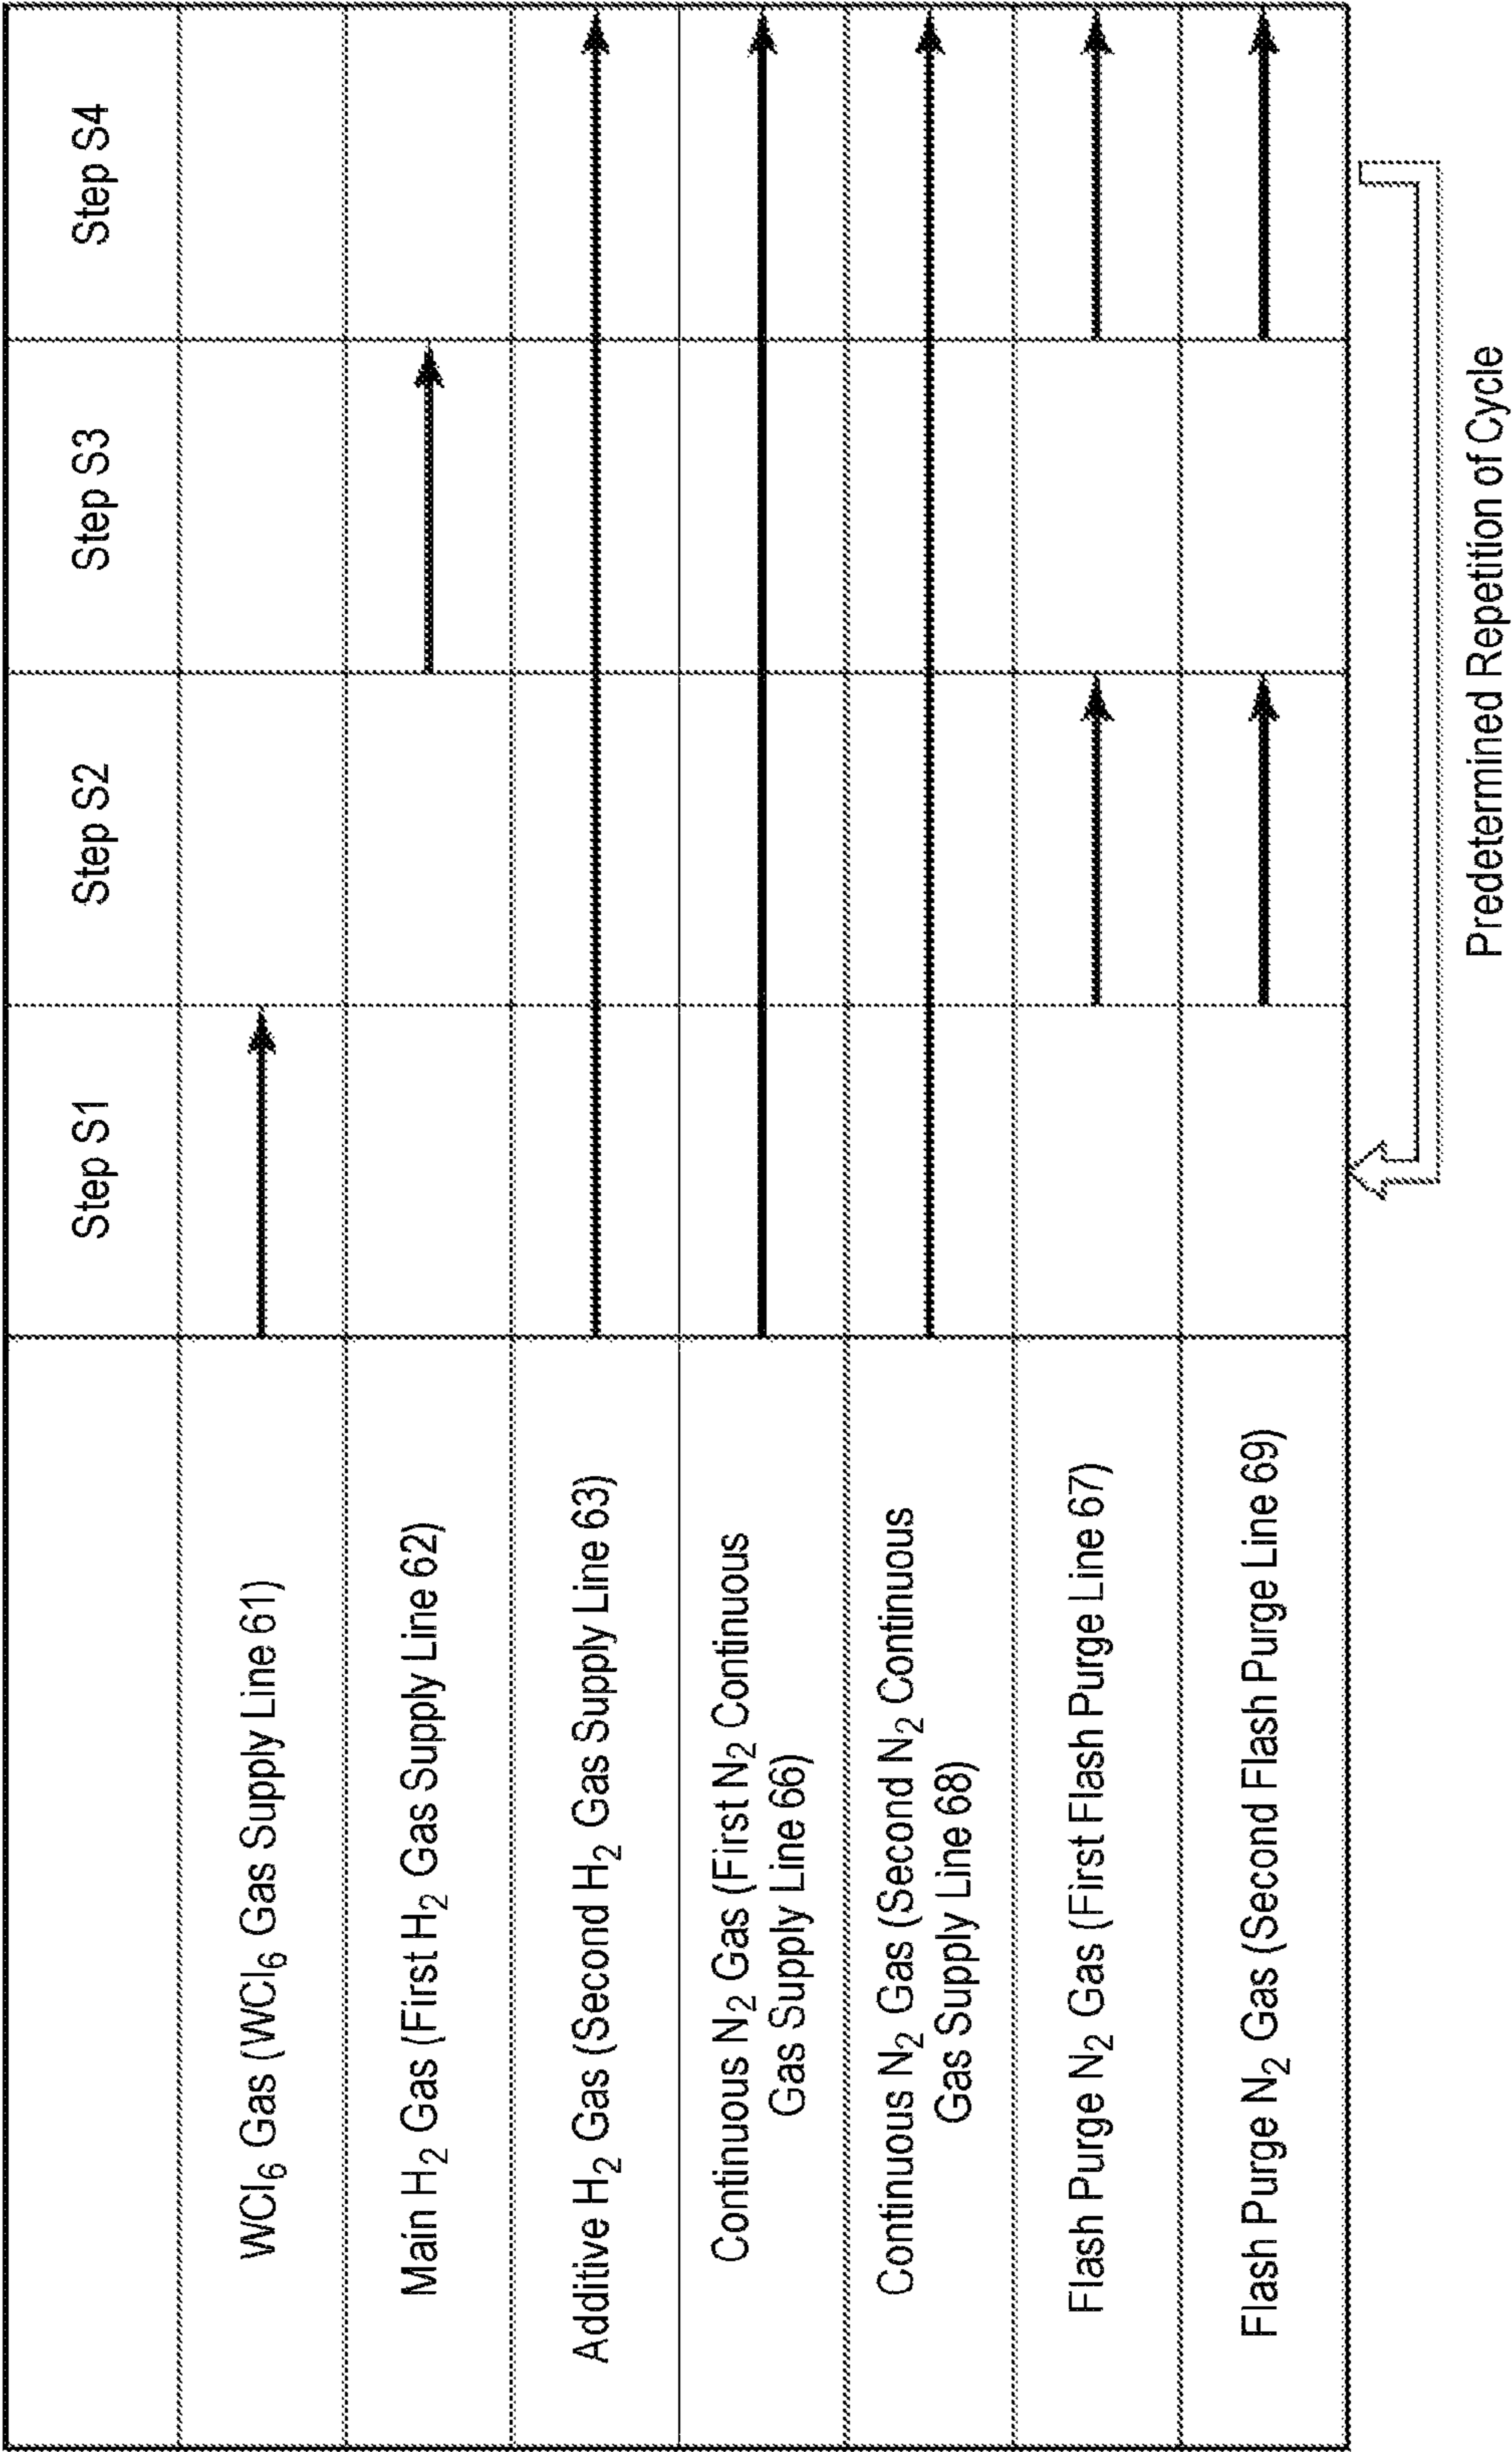 Step S1
Step S2
Step S3
Step S4
WCl₆ Gas (WCl₆ Gas Supply Line 61)
Main H₂ Gas (First H₂ Gas Supply Line 62)
Additive H₂ Gas (Second H₂ Gas Supply Line 63)
Continuous N₂ Gas (First N₂ Continuous
Gas Supply Line 66)
Continuous N₂ Gas (Second N₂ Continuous
Gas Supply Line 68)
Flash Purge N₂ Gas (First Flash Purge Line 67)
Flash Purge N₂ Gas (Second Flash Purge Line 69)
Predetermined Repetition of Cycle